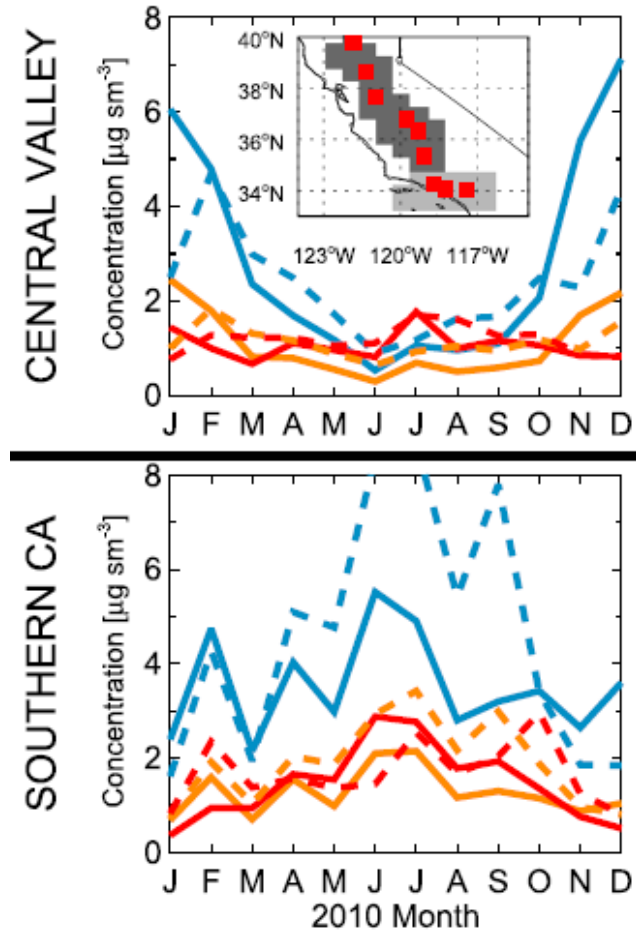 CENTRAL VALLEY
Concentration [µg sm⁻³]
8
6
4
2
0
40°N
38°N
36°N
34°N
123°W 120°W 117°W
J F M A M J J A S O N D
SOUTHERN CA
Concentration [µg sm⁻³]
8
6
4
2
0
J F M A M J J A S O N D
2010 Month